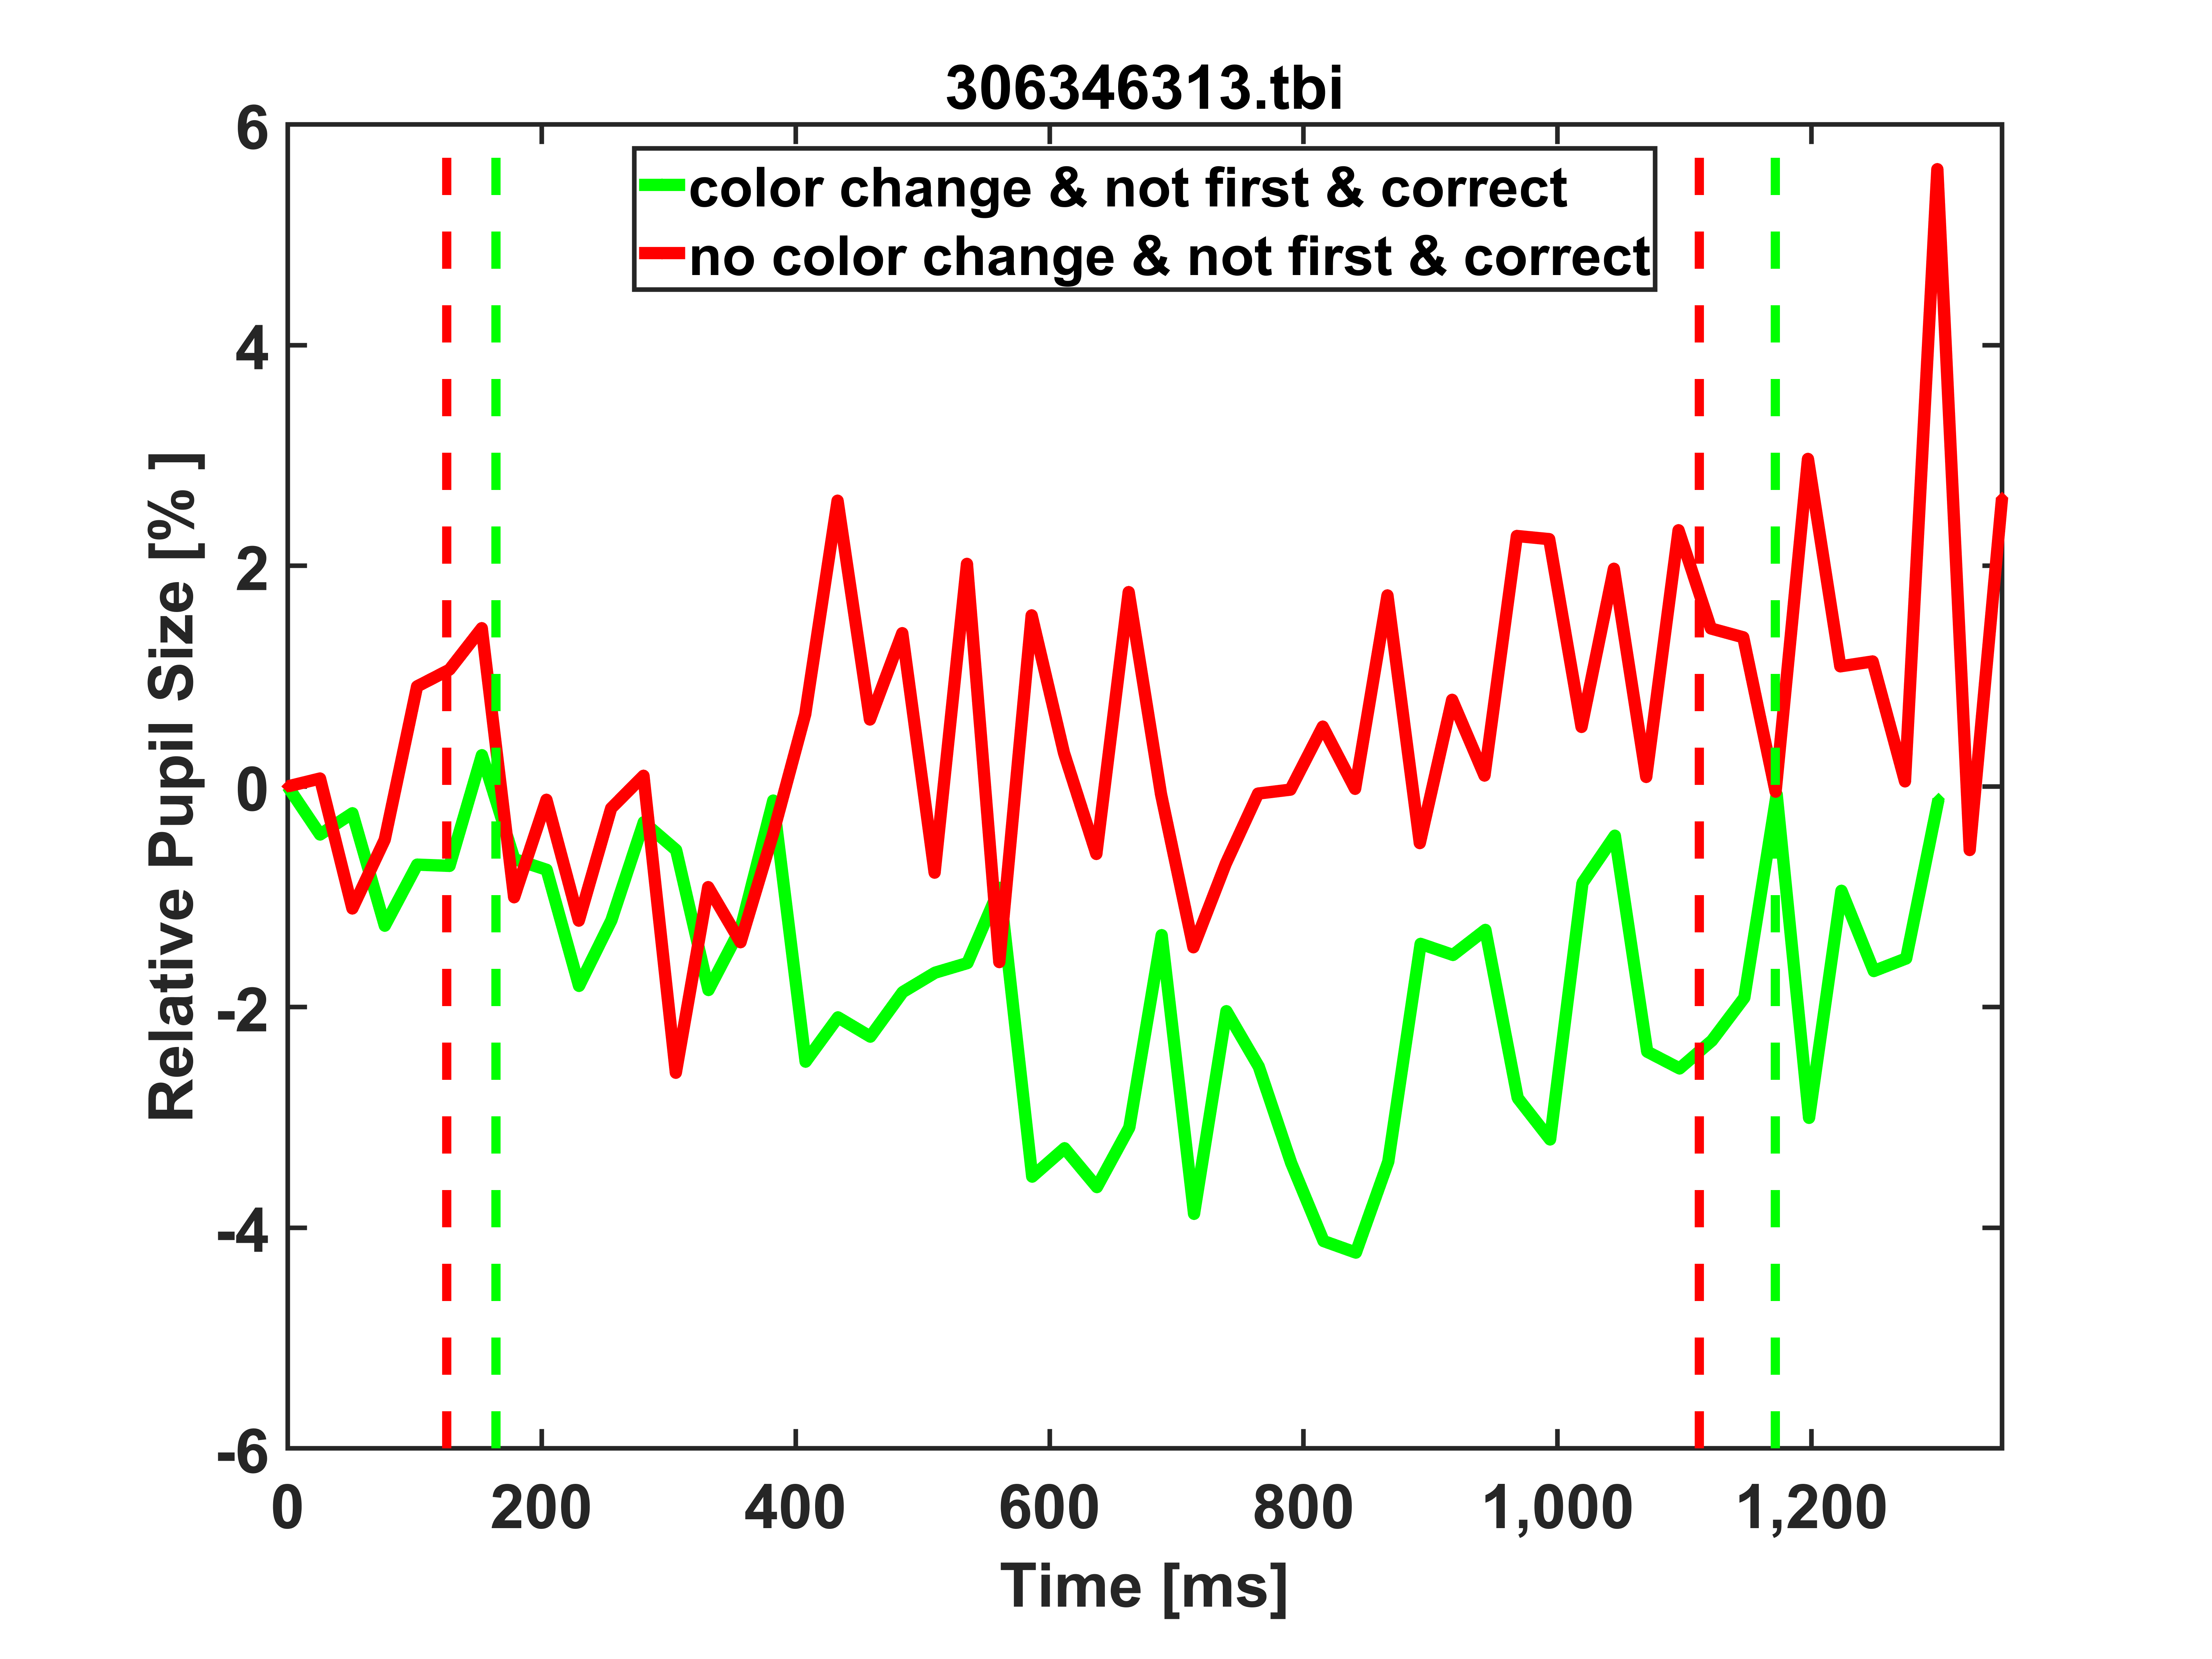 306346313.tbi
color change & not first & correct
no color change & not first & correct
Relative Pupil Size [% ]
6
4
2
0
-2
-4
-6
0
200
400
600
800
1,000
1,200
Time [ms]